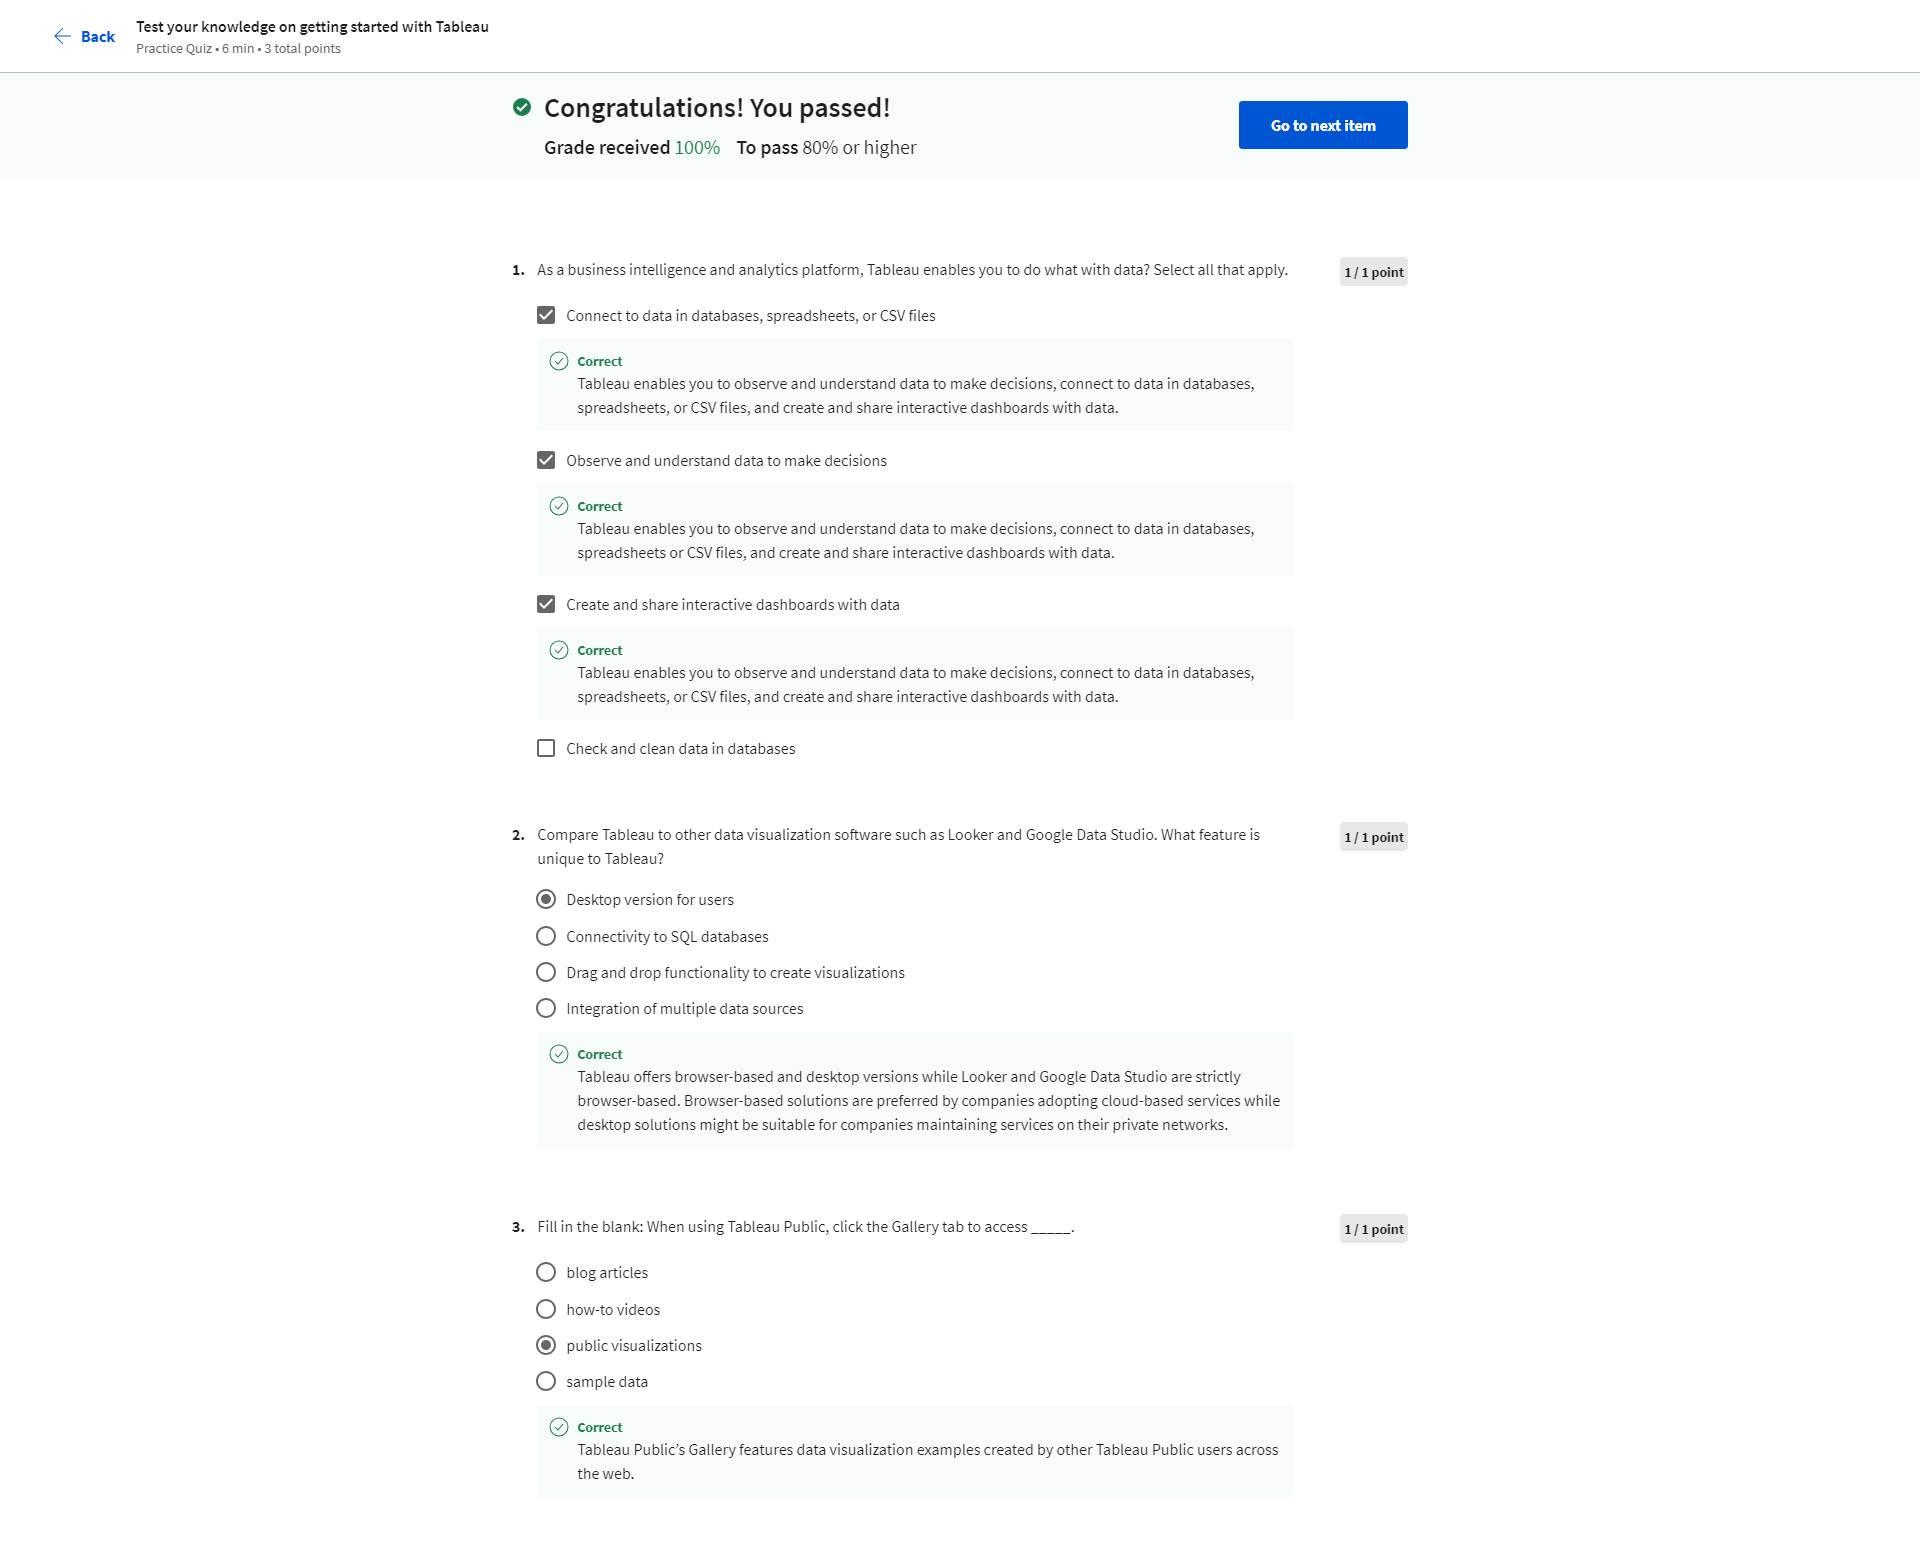 Back
Test your knowledge on getting started with Tableau
Practice Quiz • 6 min • 3 total points
Congratulations! You passed!
Grade received 100% To pass 80% or higher
Go to next item
1. As a business intelligence and analytics platform, Tableau enables you to do what with data? Select all that apply.
1 / 1 point
Connect to data in databases, spreadsheets, or CSV files
Correct
Tableau enables you to observe and understand data to make decisions, connect to data in databases,
spreadsheets, or CSV files, and create and share interactive dashboards with data.
Observe and understand data to make decisions
Correct
Tableau enables you to observe and understand data to make decisions, connect to data in databases,
spreadsheets or CSV files, and create and share interactive dashboards with data.
Create and share interactive dashboards with data
Correct
Tableau enables you to observe and understand data to make decisions, connect to data in databases,
spreadsheets, or CSV files, and create and share interactive dashboards with data.
Check and clean data in databases
2. Compare Tableau to other data visualization software such as Looker and Google Data Studio. What feature is
unique to Tableau?
1 / 1 point
Desktop version for users
Connectivity to SQL databases
Drag and drop functionality to create visualizations
Integration of multiple data sources
Correct
Tableau offers browser-based and desktop versions while Looker and Google Data Studio are strictly
browser-based. Browser-based solutions are preferred by companies adopting cloud-based services while
desktop solutions might be suitable for companies maintaining services on their private networks.
3. Fill in the blank: When using Tableau Public, click the Gallery tab to access _____.
1 / 1 point
blog articles
how-to videos
public visualizations
sample data
Correct
Tableau Public’s Gallery features data visualization examples created by other Tableau Public users across
the web.